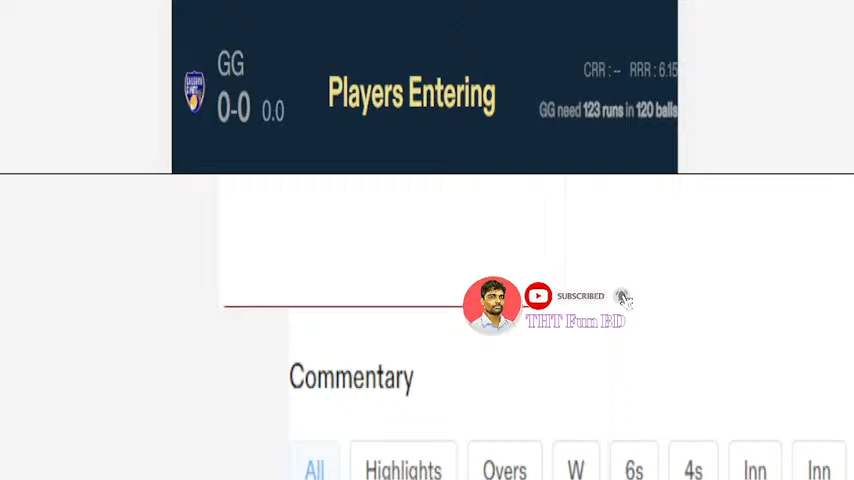 GG
0-0 0.0
Players Entering
CRR : -- RRR : 6.15
GG need 123 runs in 120 balls
SUBSCRIBED
THT Fun BD
Commentary
All Highlights Overs W 6s 4s Inn Inn